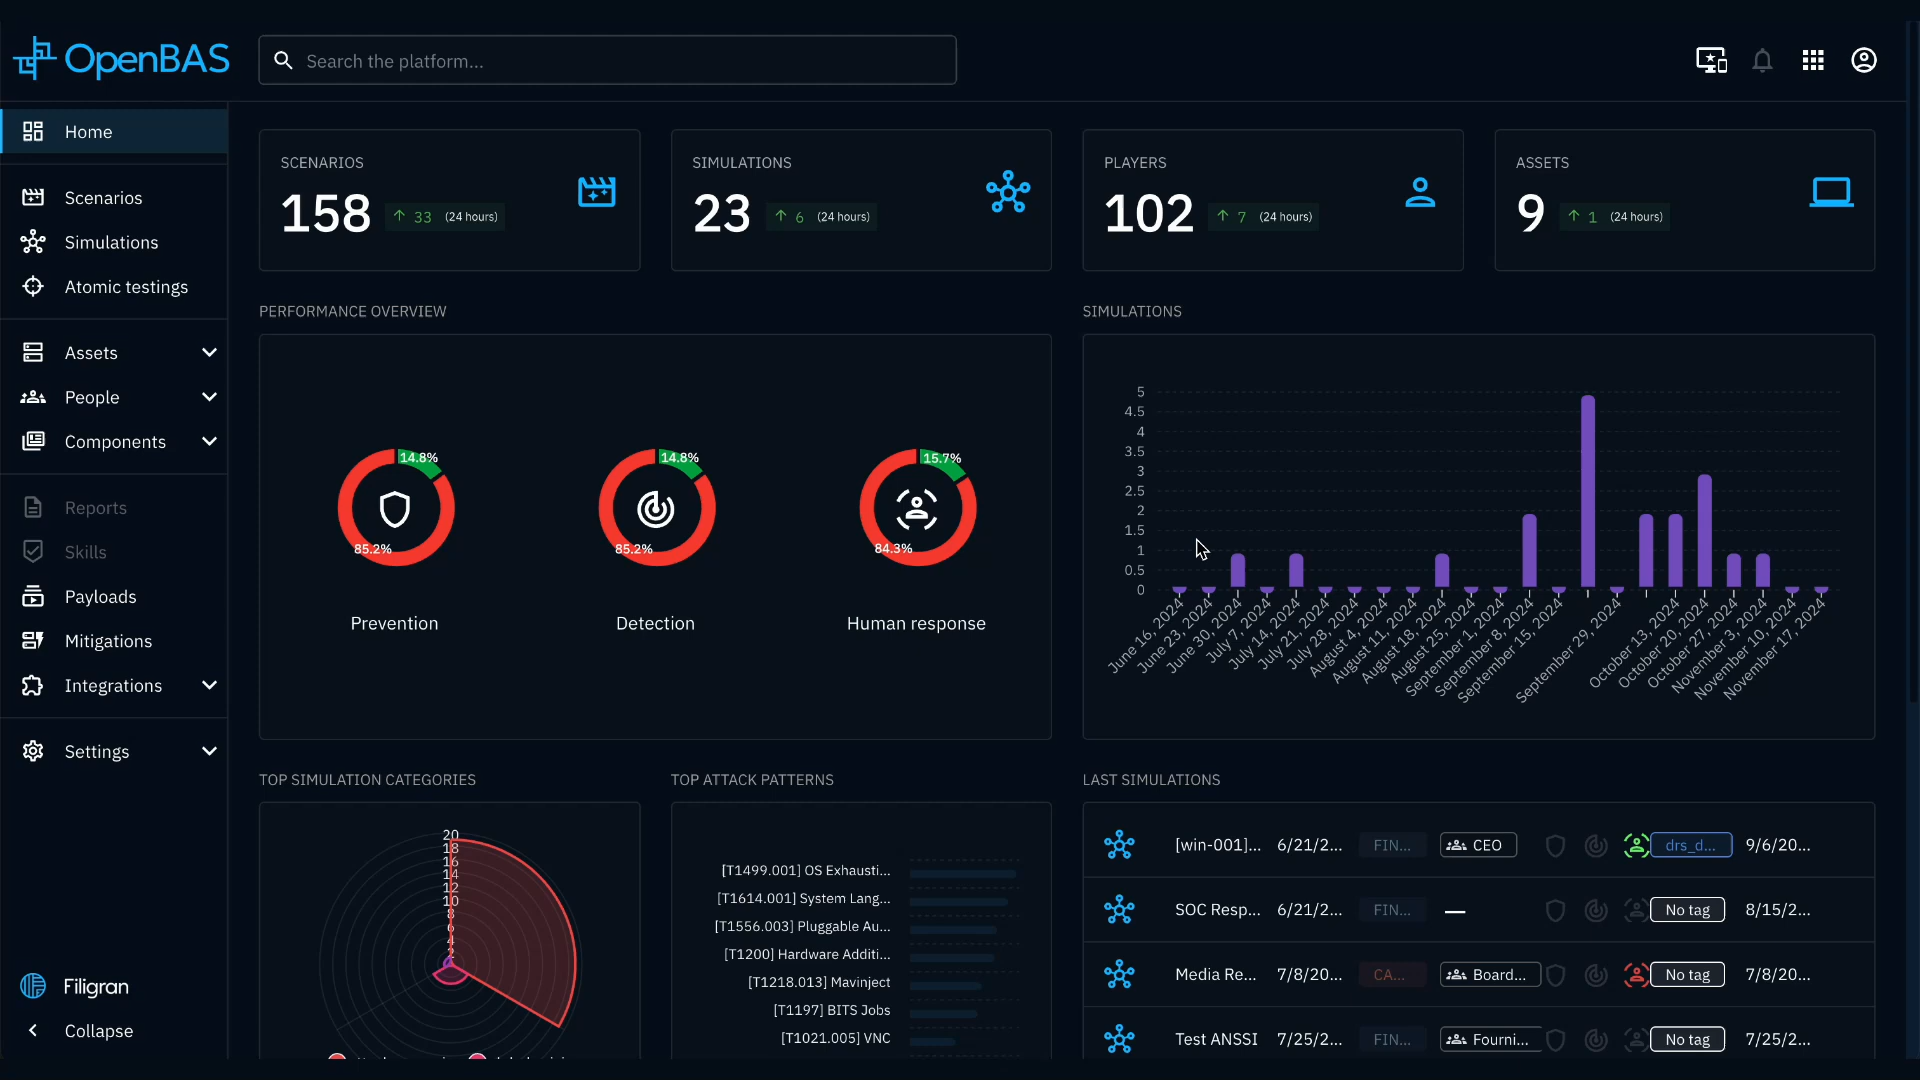 OpenBAS
Search the platform...
Home
Scenarios
Simulations
Atomic testings
Assets
People
Components
Reports
Skills
Payloads
Mitigations
Integrations
Settings
Filigran
Collapse
SCENARIOS
158 33 (24 hours)
SIMULATIONS
23 6 (24 hours)
PLAYERS
102 7 (24 hours)
ASSETS
9 1 (24 hours)
PERFORMANCE OVERVIEW
14.8%
85.2%
Prevention
14.8%
85.2%
Detection
15.7%
84.3%
Human response
SIMULATIONS
5
4.5
4
3.5
3
2.5
2
1.5
1
0.5
0
June 16, 2024
June 23, 2024
June 30, 2024
July 7, 2024
July 14, 2024
July 21, 2024
July 28, 2024
August 4, 2024
August 11, 2024
August 18, 2024
August 25, 2024
September 1, 2024
September 8, 2024
September 15, 2024
September 29, 2024
October 13, 2024
October 20, 2024
October 27, 2024
November 3, 2024
November 10, 2024
November 17, 2024
TOP SIMULATION CATEGORIES
20
18
16
14
12
10
8
6
4
2
TOP ATTACK PATTERNS
[T1499.001] OS Exhausti...
[T1614.001] System Lang...
[T1556.003] Pluggable Au...
[T1200] Hardware Additi...
[T1218.013] Mavinject
[T1197] BITS Jobs
[T1021.005] VNC
LAST SIMULATIONS
[win-001]... 6/21/2... FIN... CEO drs_d... 9/6/20...
SOC Resp... 6/21/2... FIN... — No tag 8/15/2...
Media Re... 7/8/20... CA... Board... No tag 7/8/20...
Test ANSSI 7/25/2... FIN... Fourni... No tag 7/25/2...